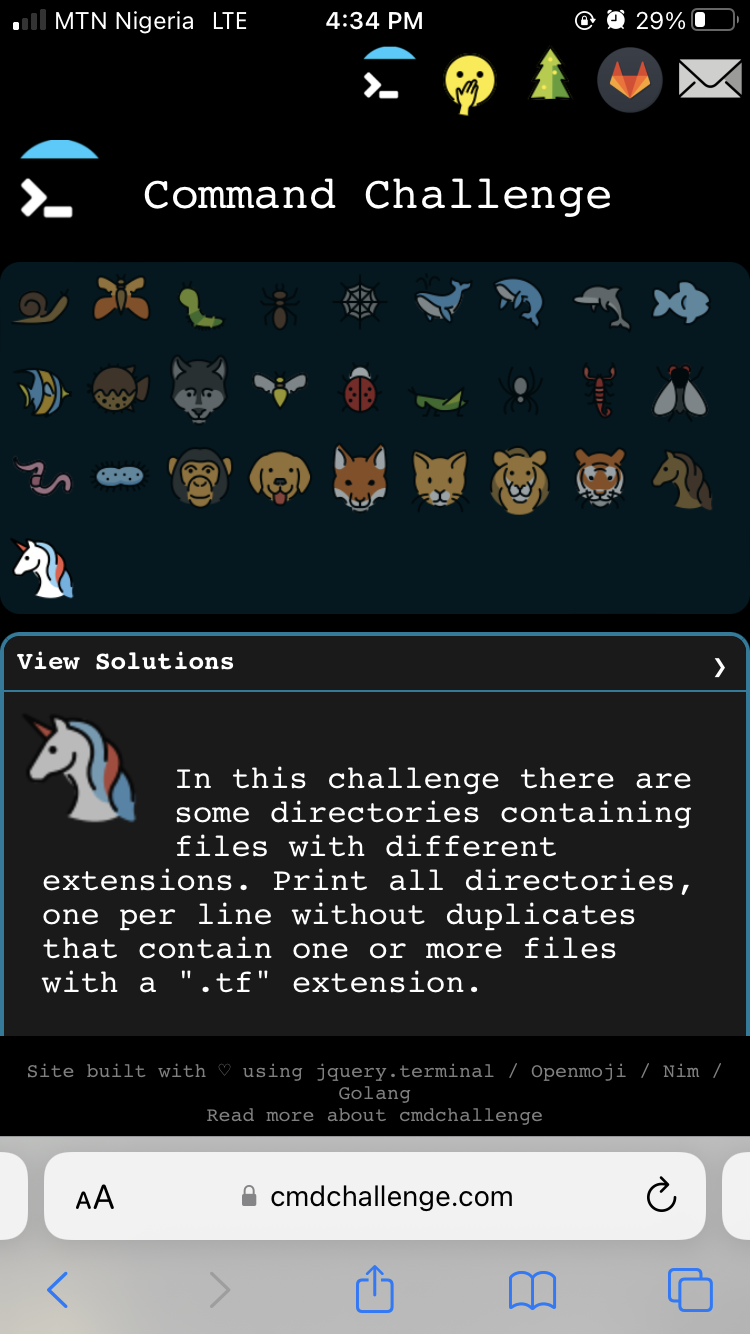 MTN Nigeria LTE 4:34 PM 29%
Command Challenge
View Solutions
In this challenge there are
some directories containing
files with different
extensions. Print all directories,
one per line without duplicates
that contain one or more files
with a ".tf" extension.
Site built with ♡ using jquery.terminal / Openmoji / Nim /
Golang
Read more about cmdchallenge
AA cmdchallenge.com